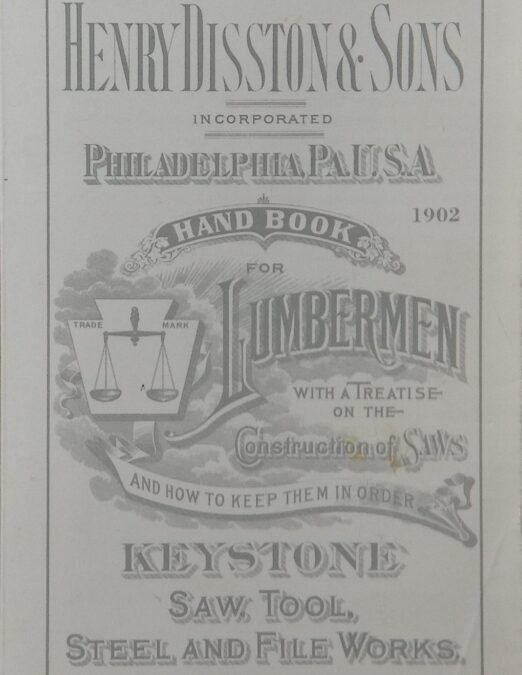 HENRY DISSTON & SONS
INCORPORATED
PHILADELPHIA, PA. U.S.A.
1902
HAND BOOK
FOR
LUMBERMEN
TRADE MARK
WITH A TREATISE
ON THE
Construction of SAWS
AND HOW TO KEEP THEM IN ORDER
KEYSTONE
SAW, TOOL,
STEEL AND FILE WORKS.